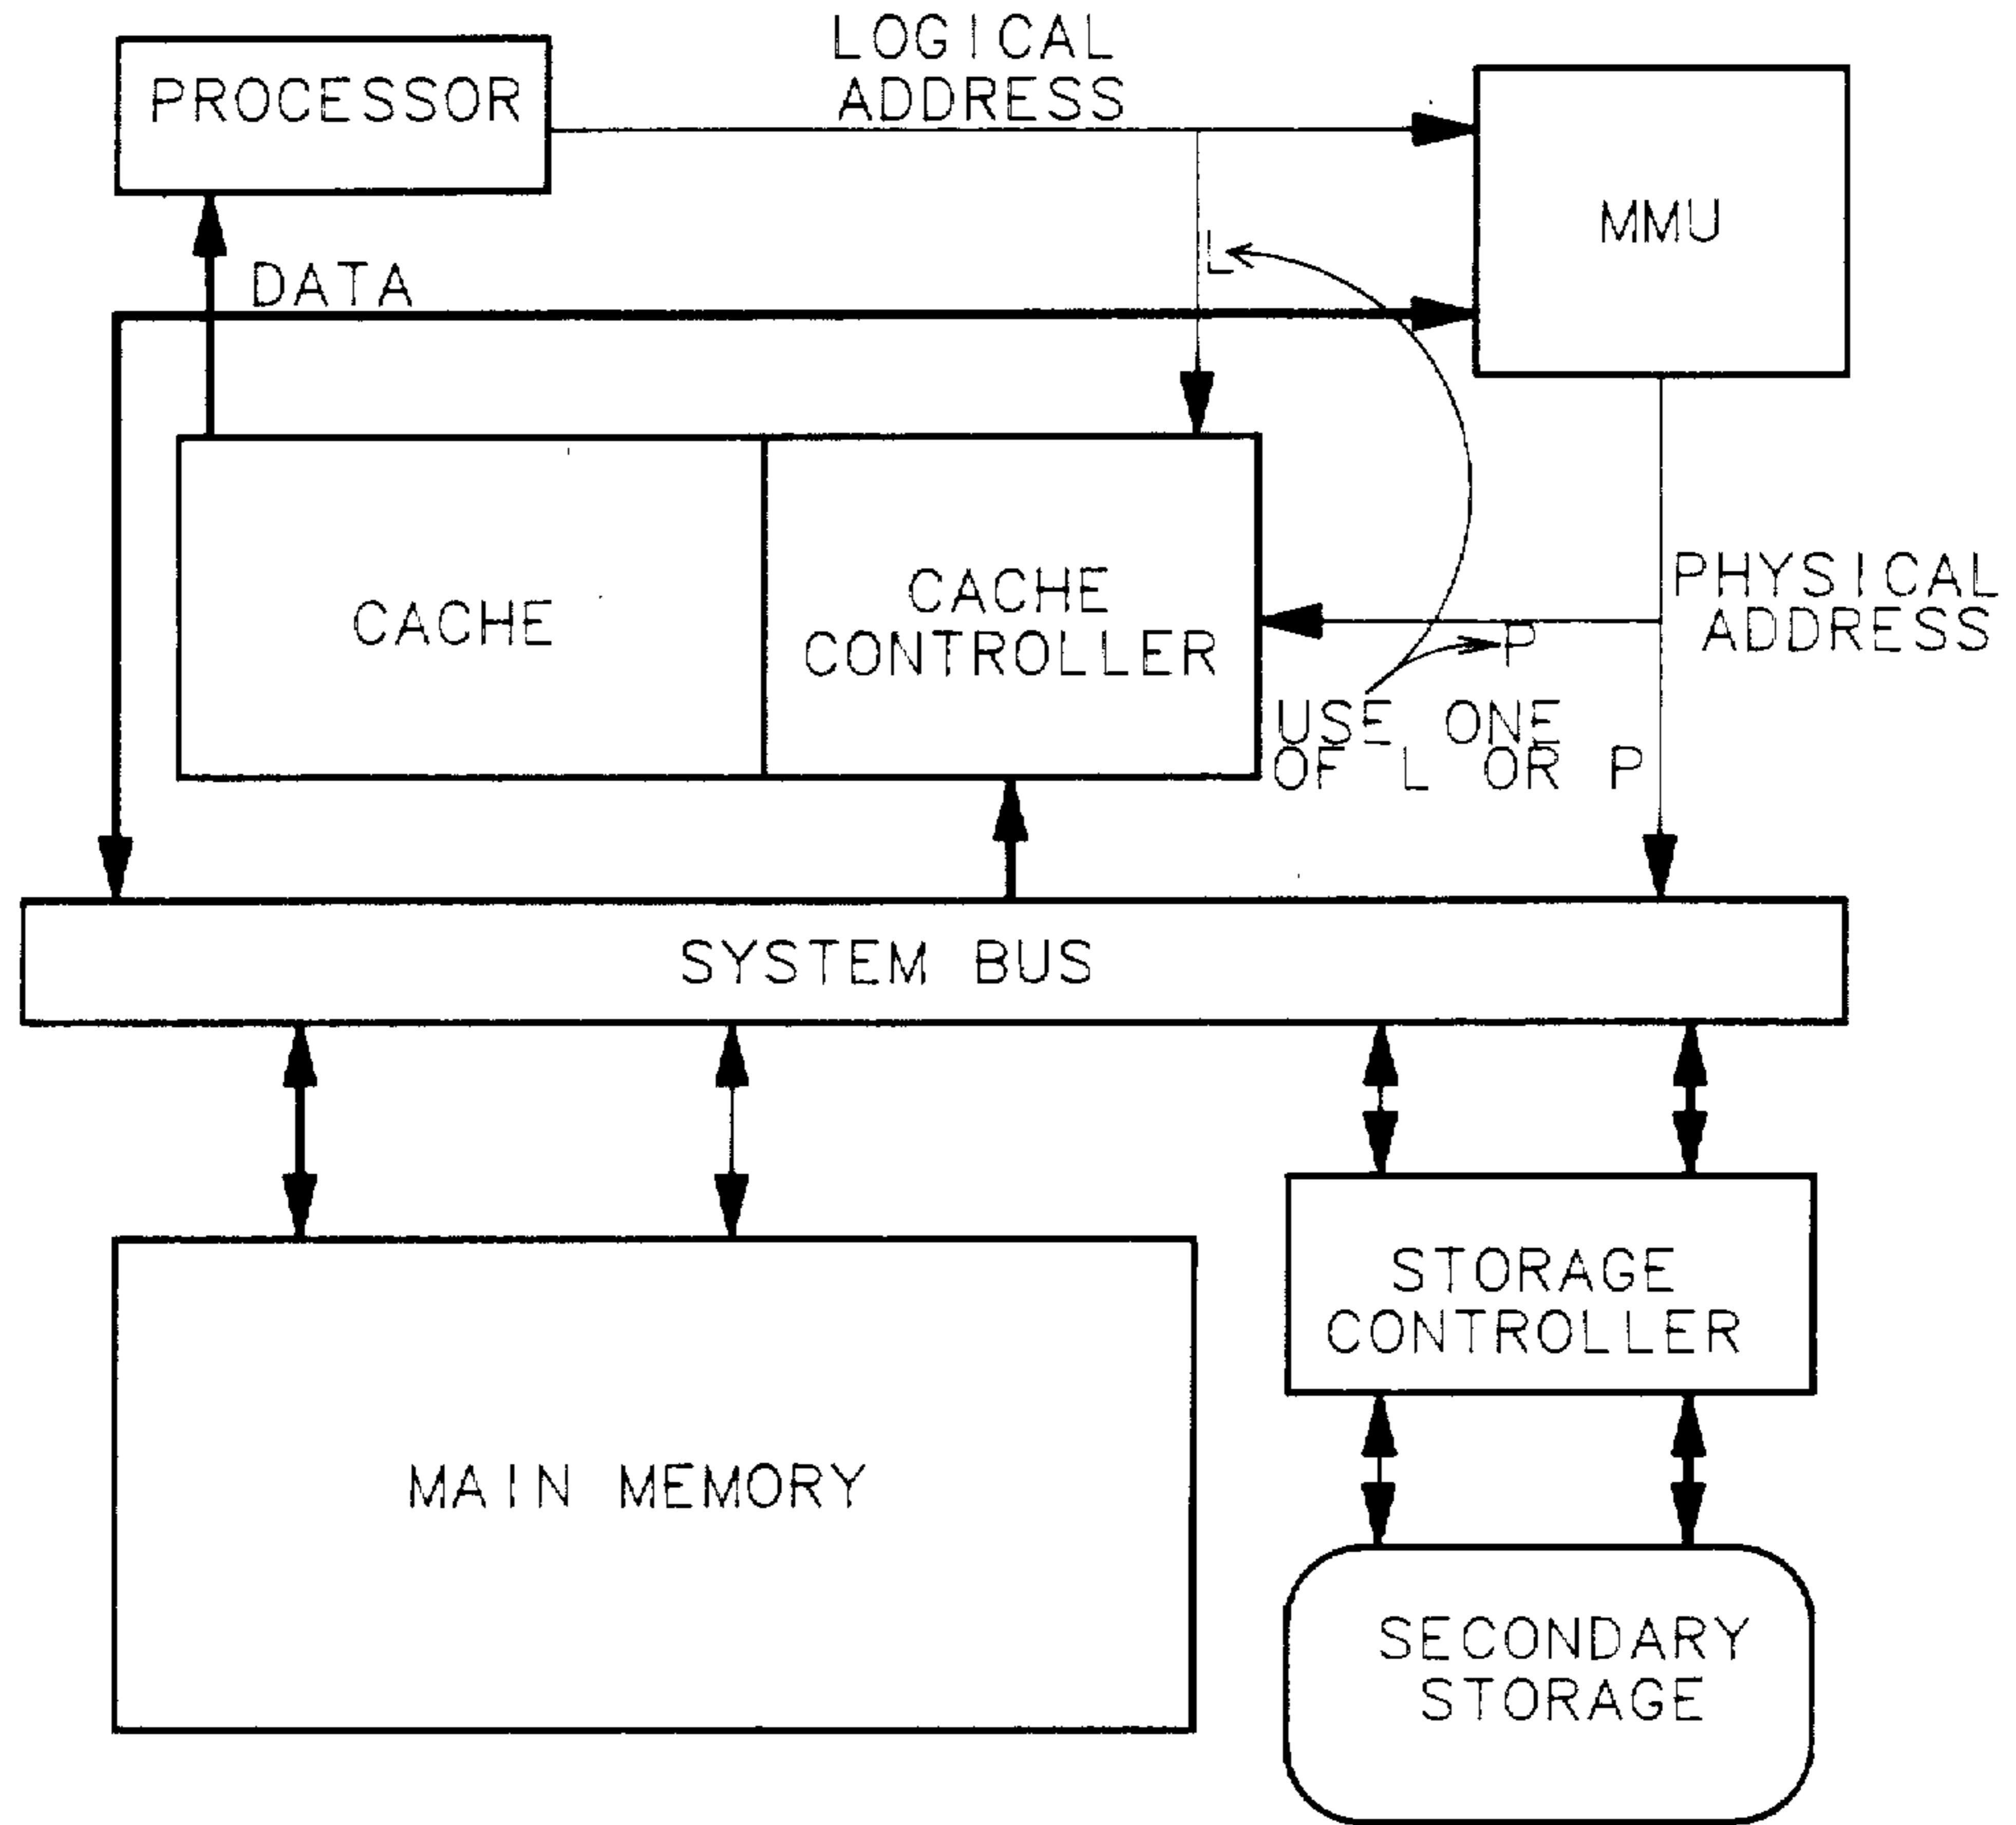 LOGICAL
ADDRESS
PROCESSOR
MMU
L
DATA
CACHE
CACHE
CONTROLLER
PHYSICAL
ADDRESS
P
USE ONE
OF L OR P
SYSTEM BUS
STORAGE
CONTROLLER
MAIN MEMORY
SECONDARY
STORAGE